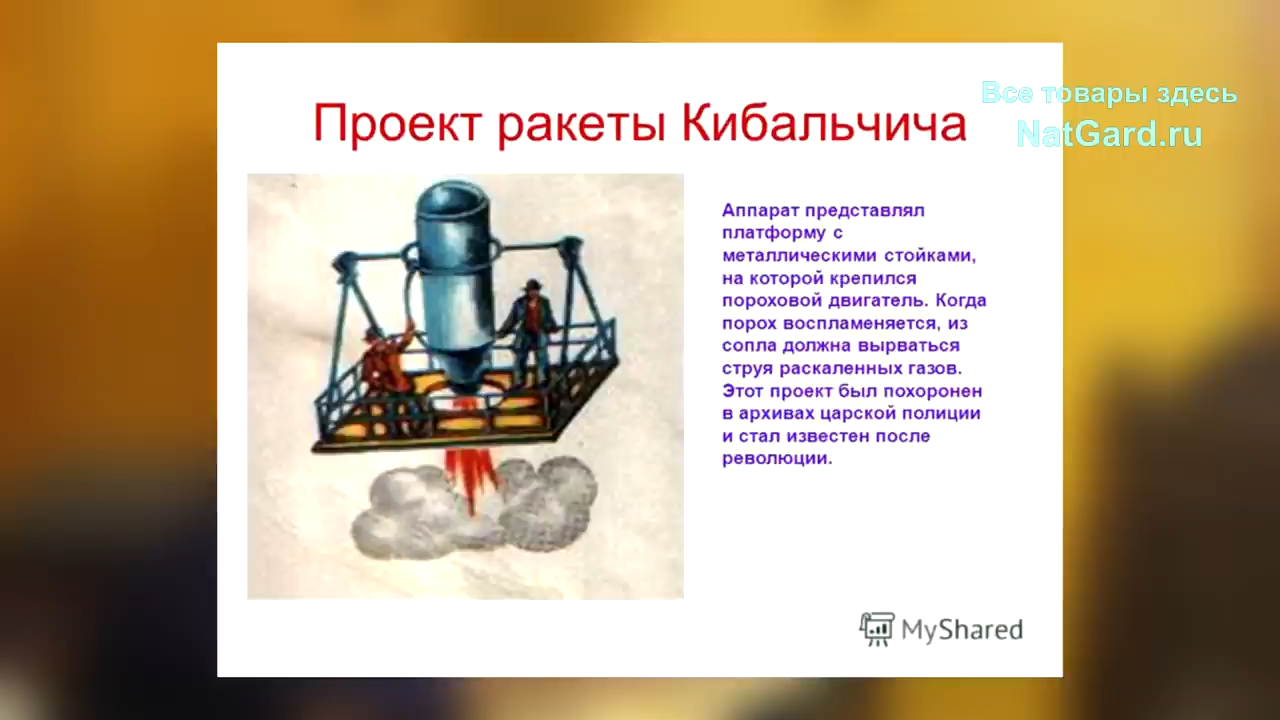 Все товары здесь
NatGard.ru
Проект ракеты Кибальчича
Аппарат представлял
платформу с
металлическими стойками,
на которой крепился
пороховой двигатель. Когда
порох воспламеняется, из
сопла должна вырваться
струя раскаленных газов.
Этот проект был похоронен
в архивах царской полиции
и стал известен после
революции.
MyShared